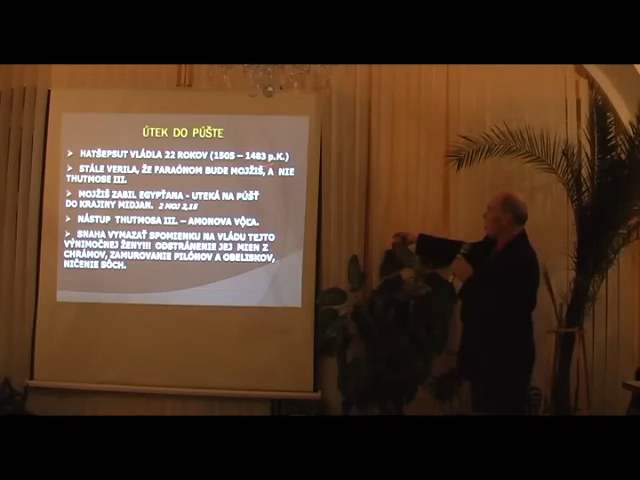 ÚTEK DO PÚŠTE
➢ HATŠEPSUT VLÁDLA 22 ROKOV (1505 – 1483 p.K.)
➢ STÁLE VERILA, ŽE FARAÓNOM BUDE MOJŽIŠ, A NIE
THUTMOSE III.
➢ MOJŽIŠ ZABIL EGYPŤANA - UTEKÁ NA PÚŠŤ
DO KRAJINY MIDJAN. 2 MOJ 2,15
➢ NÁSTUP THUTMOSA III. – AMONOVA VÔĽA.
➢ SNAHA VYMAZAŤ SPOMIENKU NA VLÁDU TEJTO
VÝNIMOČNEJ ŽENY!!! ODSTRÁNENIE JEJ MIEN Z
CHRÁMOV, ZAMUROVANIE PILÓNOV A OBELISKOV,
NIČENIE SÔCH.